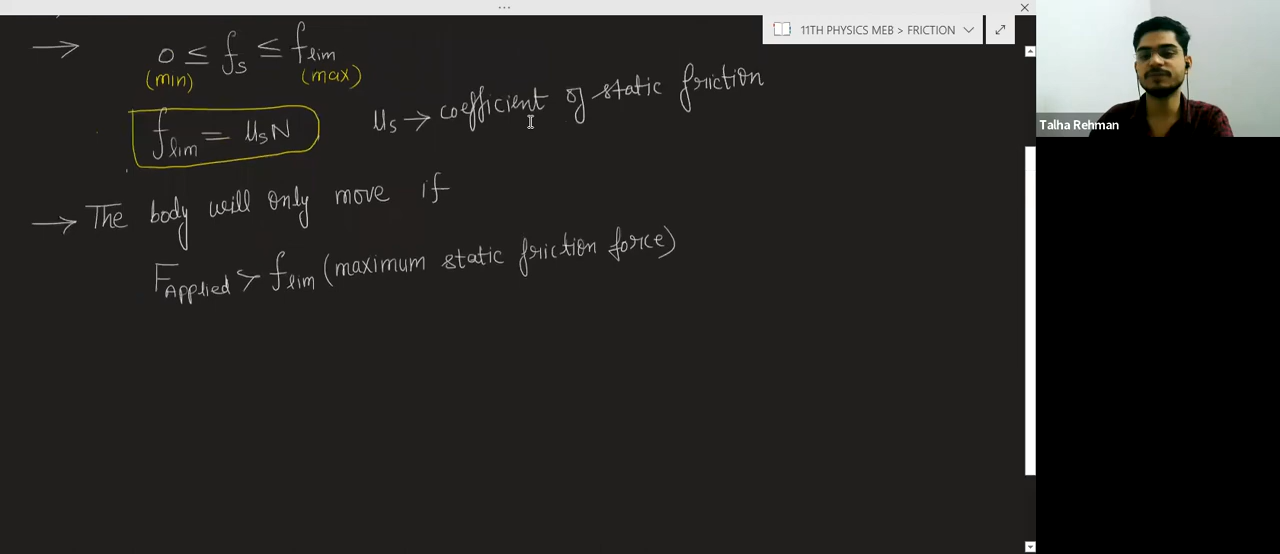 11TH PHYSICS MEB > FRICTION
→ 0 ≤ fs ≤ flim
(min) (max)
flim = μsN μs → coefficient of static friction
Talha Rehman
→ The body will only move if
FApplied > flim (maximum static friction force)